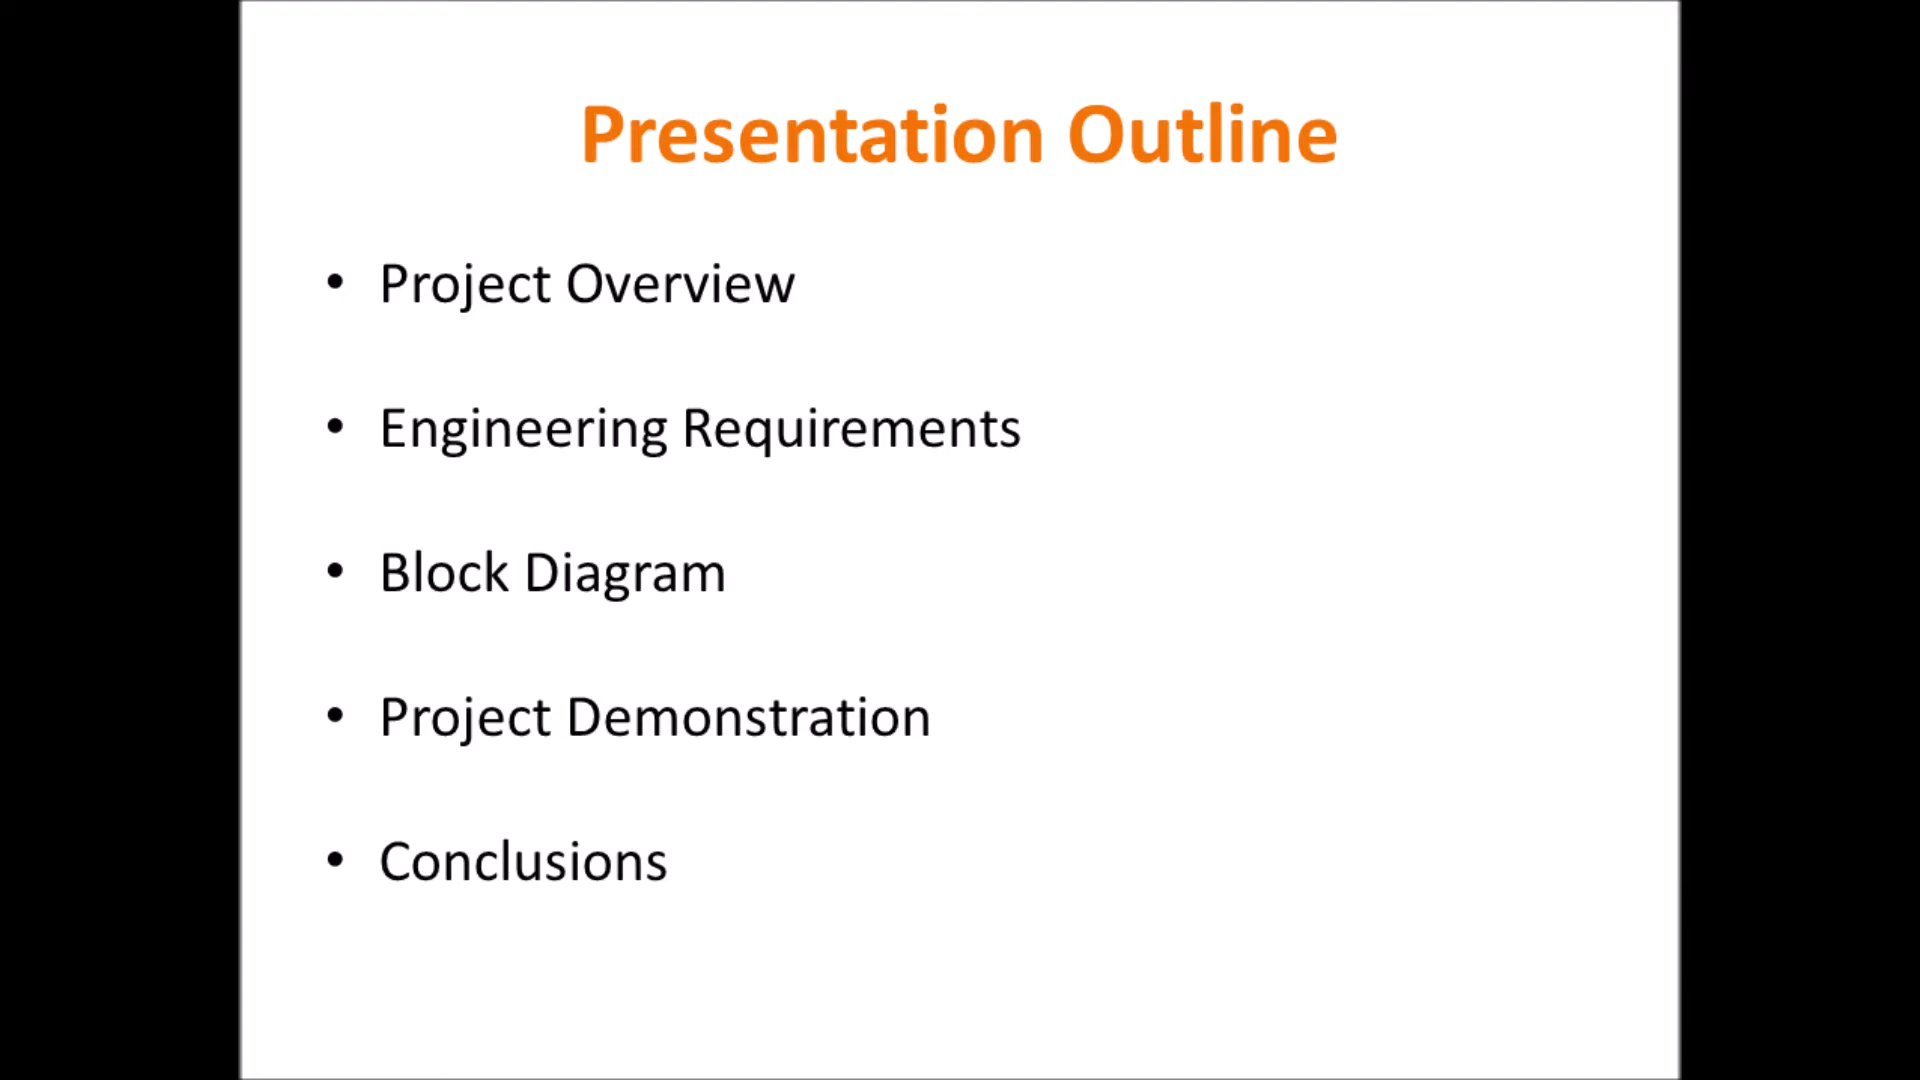 Presentation Outline
• Project Overview
• Engineering Requirements
• Block Diagram
• Project Demonstration
• Conclusions